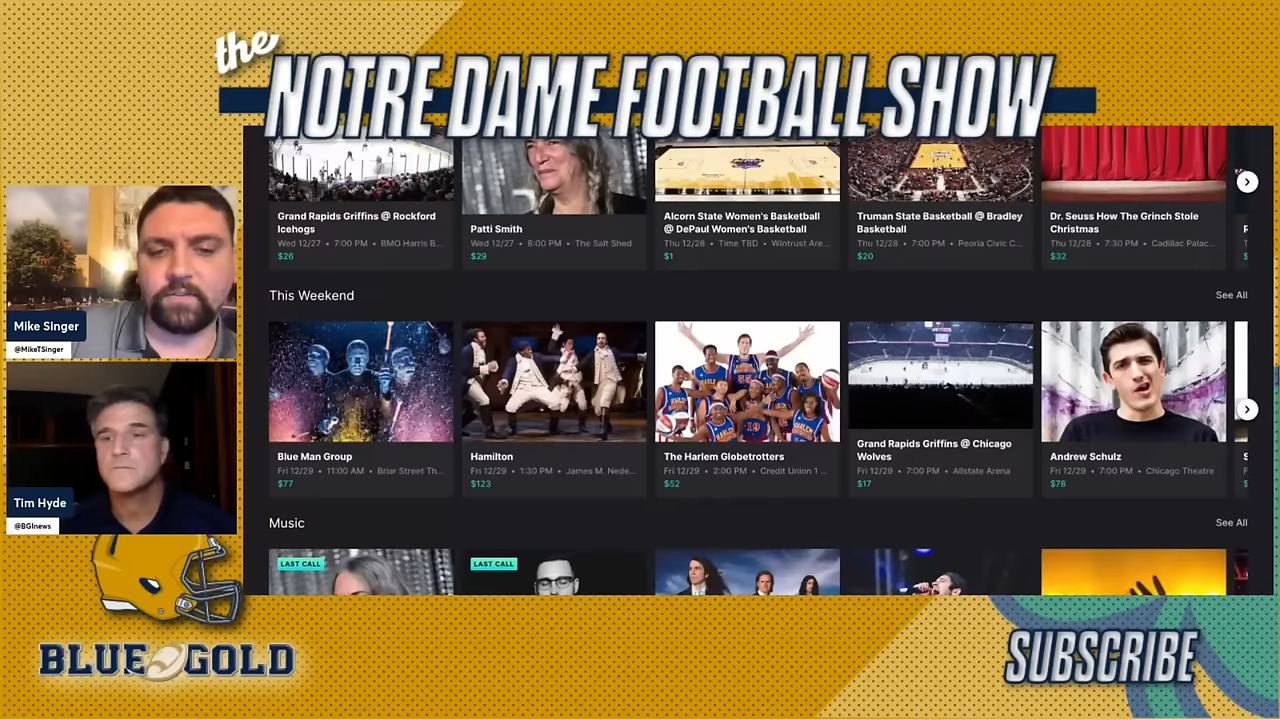 the
NOTRE DAME FOOTBALL SHOW
Grand Rapids Griffins @ Rockford
Icehogs
Wed 12/27 • 7:00 PM • BMO Harris B...
$26
Patti Smith
Wed 12/27 • 8:00 PM • The Salt Shed
$29
Alcorn State Women's Basketball
@ DePaul Women's Basketball
Thu 12/28 • Time TBD • Wintrust Are...
$1
Truman State Basketball @ Bradley
Basketball
Thu 12/28 • 7:00 PM • Peoria Civic C...
$20
Dr. Seuss How The Grinch Stole
Christmas
Thu 12/28 • 7:30 PM • Cadillac Palac...
$32
This Weekend
See All
Mike Singer
@MikeTSinger
Blue Man Group
Fri 12/29 • 11:00 AM • Briar Street Th...
$77
Hamilton
Fri 12/29 • 1:30 PM • James M. Nede...
$123
The Harlem Globetrotters
Fri 12/29 • 2:00 PM • Credit Union 1 ...
$52
Grand Rapids Griffins @ Chicago
Wolves
Fri 12/29 • 7:00 PM • Allstate Arena
$17
Andrew Schulz
Fri 12/29 • 7:00 PM • Chicago Theatre
$78
Tim Hyde
@BGInews
Music
See All
LAST CALL
LAST CALL
BLUE GOLD
SUBSCRIBE